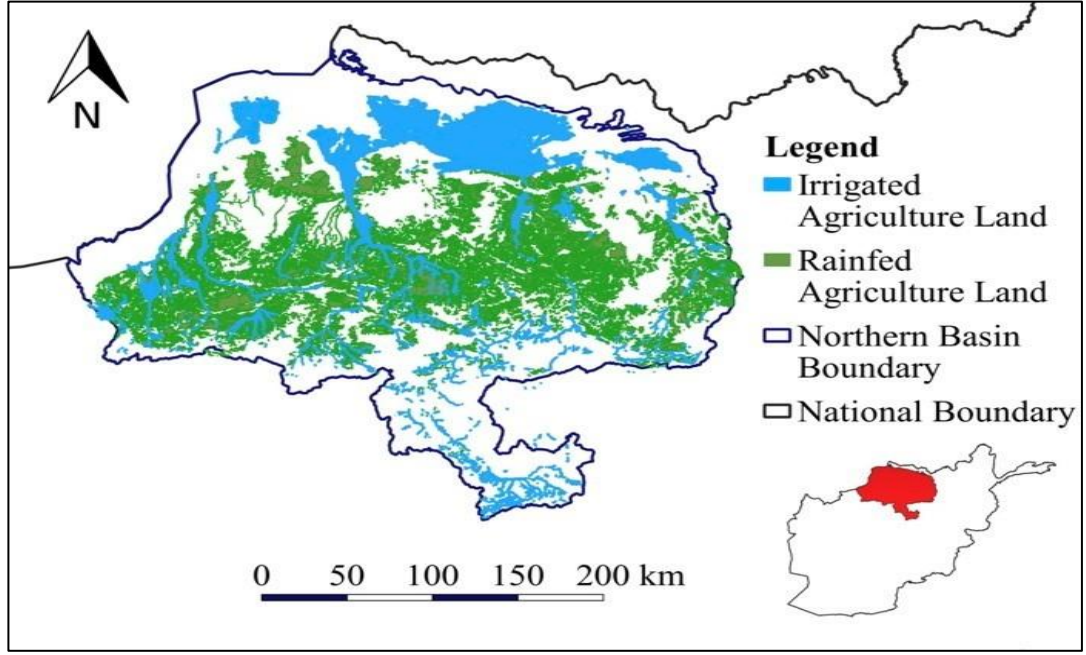 N
Legend
Irrigated
Agriculture Land
Rainfed
Agriculture Land
Northern Basin
Boundary
National Boundary
0 50 100 150 200 km